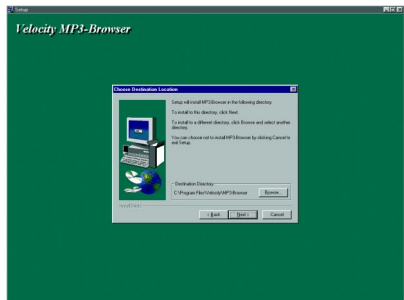 Setup
Velocity MP3-Browser
Choose Destination Location
Setup will install MP3-Browser in the following directory.
To install to this directory, click Next.
To install to a different directory, click Browse and select another
directory.
You can choose not to install MP3-Browser by clicking Cancel to
exit Setup.
Destination Directory
C:\Program Files\Velocity\MP3-Browser
Browse...
InstallShield
< Back
Next >
Cancel